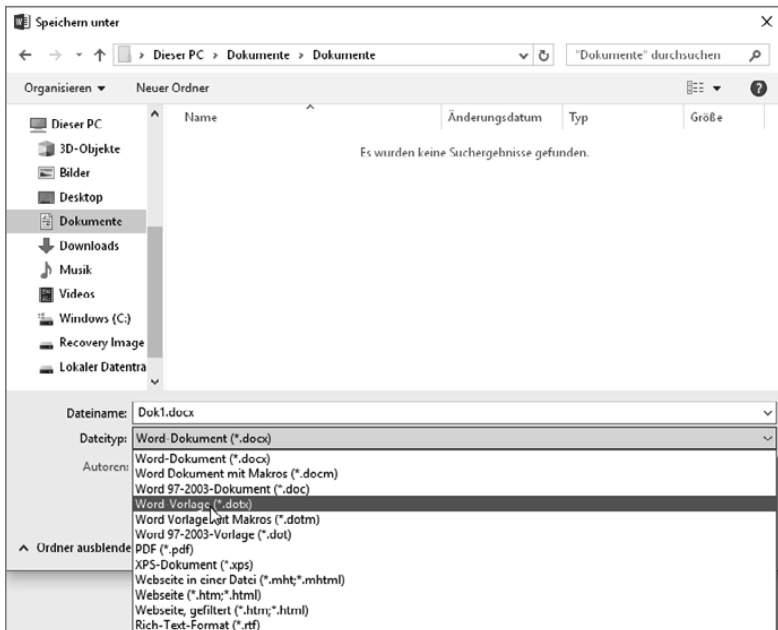 Speichern unter
Dieser PC > Dokumente > Dokumente
"Dokumente" durchsuchen
Organisieren
Neuer Ordner
Name
Änderungsdatum
Typ
Größe
Es wurden keine Suchergebnisse gefunden.
Dieser PC
3D-Objekte
Bilder
Desktop
Dokumente
Downloads
Musik
Videos
Windows (C:)
Recovery Image
Lokaler Datentra
Dateiname: Dok1.docx
Dateityp: Word-Dokument (*.docx)
Autoren:
Word-Dokument (*.docx)
Word Dokument mit Makros (*.docm)
Word 97-2003-Dokument (*.doc)
Word-Vorlage (*.dotx)
Word Vorlage mit Makros (*.dotm)
Word 97-2003-Vorlage (*.dot)
Ordner ausblende
PDF (*.pdf)
XPS-Dokument (*.xps)
Webseite in einer Datei (*.mht;*.mhtml)
Webseite (*.htm;*.html)
Webseite, gefiltert (*.htm;*.html)
Rich-Text-Format (*.rtf)